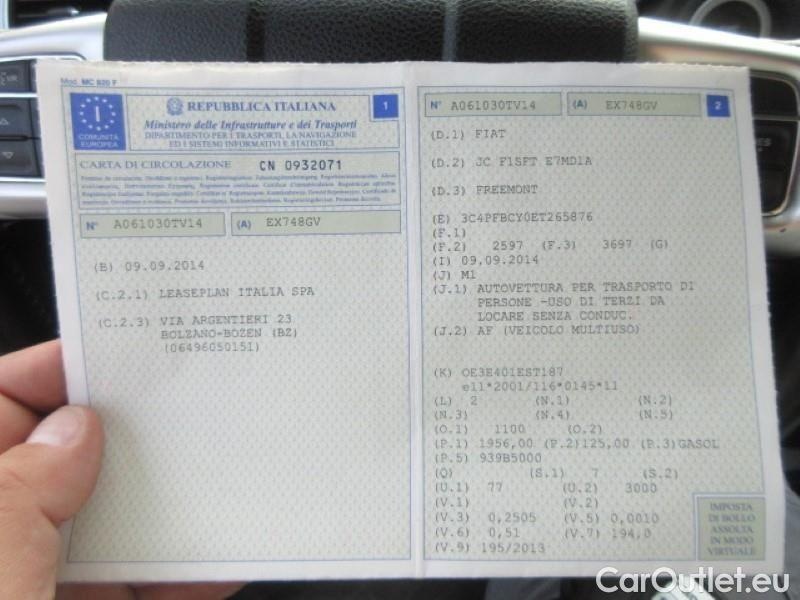 Mod. MC 820 F
I
COMUNITÀ
EUROPEA
REPUBBLICA ITALIANA
1
Ministero delle Infrastrutture e dei Trasporti
DIPARTIMENTO PER I TRASPORTI, LA NAVIGAZIONE
ED I SISTEMI INFORMATIVI E STATISTICI
CARTA DI CIRCOLAZIONE CN 0932071
N° A061030TV14 (A) EX748GV
(B) 09.09.2014
(C.2.1) LEASEPLAN ITALIA SPA
(C.2.3) VIA ARGENTIERI 23
BOLZANO-BOZEN (BZ)
(06496050151)
N° A061030TV14 (A) EX748GV 2
(D.1) FIAT
(D.2) JC F1SFT E7MD1A
(D.3) FREEMONT
(E) 3C4PFBCY0ET265876
(F.1)
(F.2) 2597 (F.3) 3697 (G)
(I) 09.09.2014
(J) M1
(J.1) AUTOVETTURA PER TRASPORTO DI
PERSONE -USO DI TERZI DA
LOCARE SENZA CONDUC.
(J.2) AF (VEICOLO MULTIUSO)
(K) OE3E401EST187
e11*2001/116*0145*11
(L) 2 (N.1) (N.2)
(N.3) (N.4) (N.5)
(O.1) 1100 (O.2)
(P.1) 1956,00 (P.2)125,00 (P.3)GASOL
(P.5) 939B5000
(Q) (S.1) 7 (S.2)
(U.1) 77 (U.2) 3000
(V.1) (V.2)
(V.3) 0,2505 (V.5) 0,0010
(V.6) 0,51 (V.7) 194,0
(V.9) 195/2013
IMPOSTA
DI BOLLO
ASSOLTA
IN MODO
VIRTUALE
CarOutlet.eu